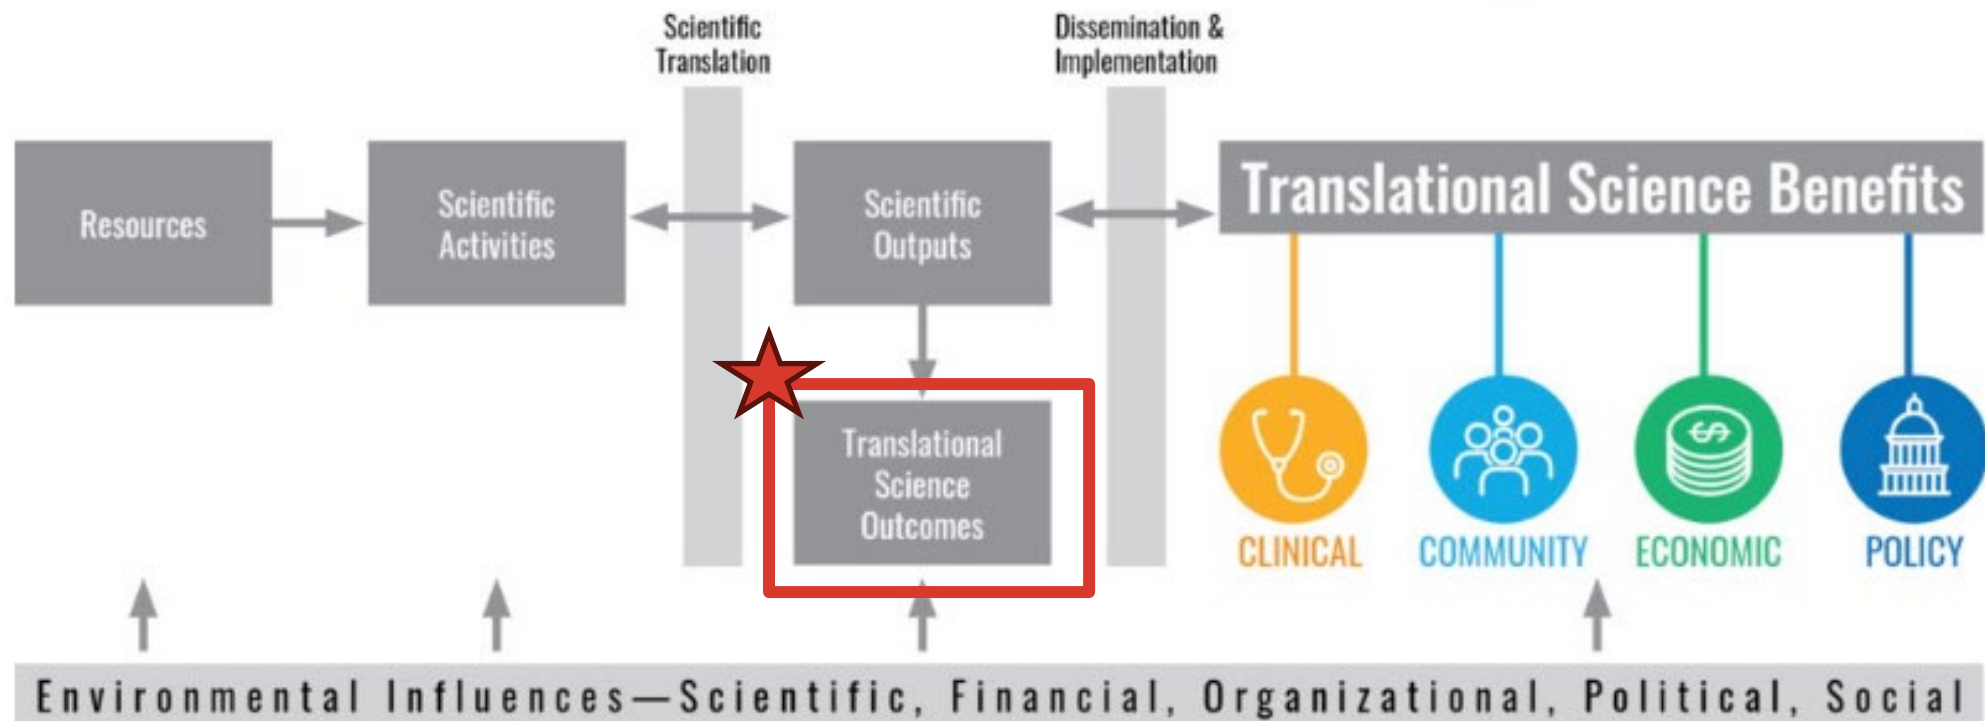 Scientific
Translation
Dissemination &
Implementation
Resources
Scientific
Activities
Scientific
Outputs
Translational Science Benefits
Translational
Science
Outcomes
$
CLINICAL
COMMUNITY
ECONOMIC
POLICY
Environmental Influences—Scientific, Financial, Organizational, Political, Social